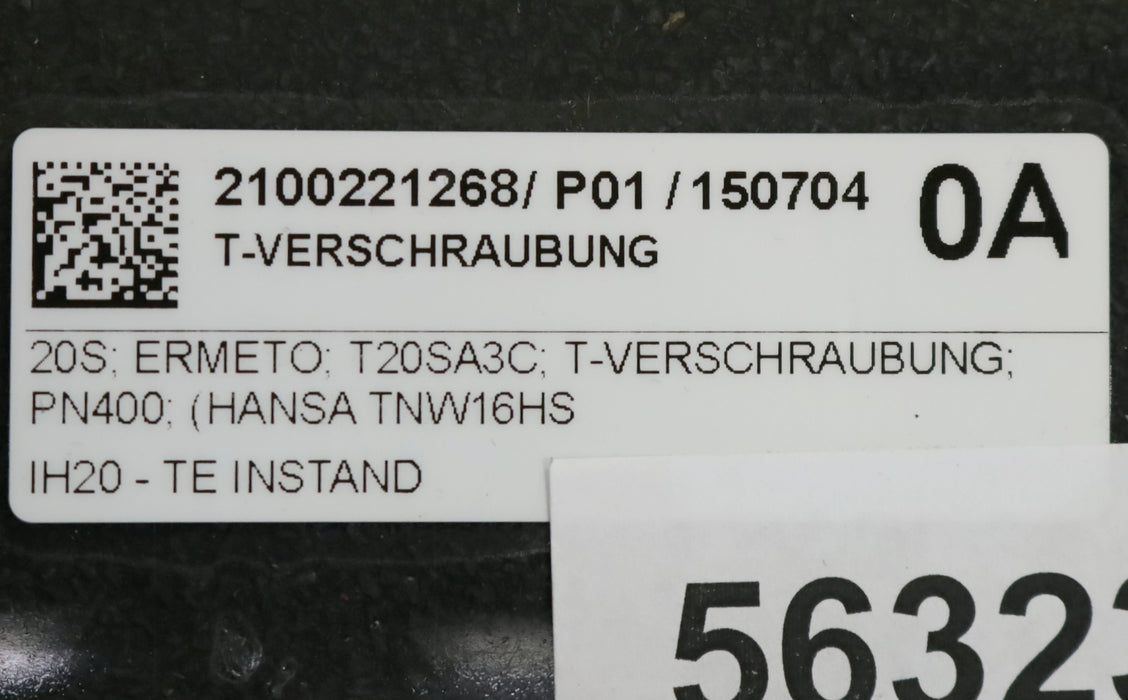 2100221268/ P01 / 150704
0A
T-VERSCHRAUBUNG
20S; ERMETO; T20SA3C; T-VERSCHRAUBUNG;
PN400; (HANSA TNW16HS
IH20 - TE INSTAND
5632